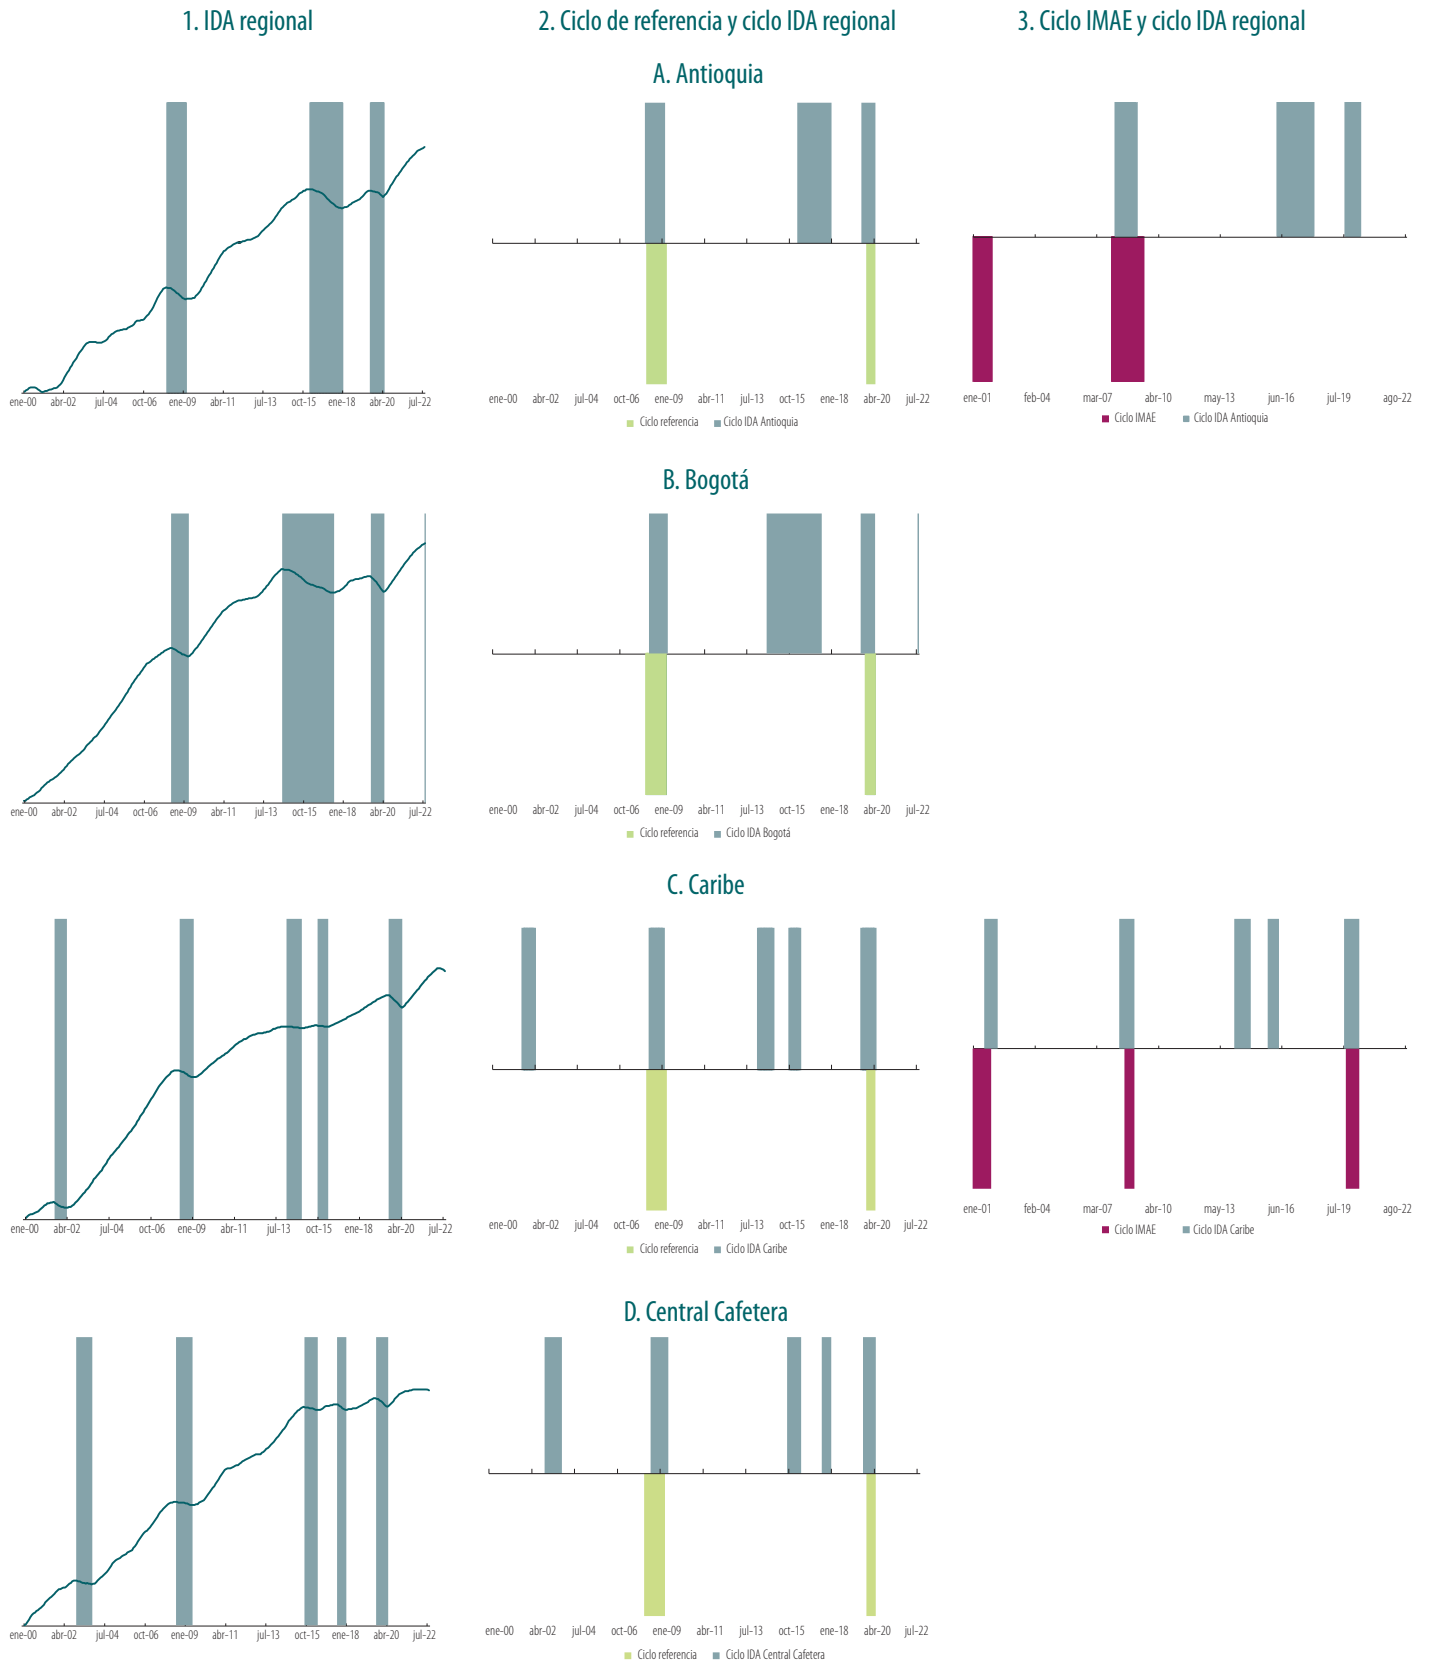 1. IDA regional
2. Ciclo de referencia y ciclo IDA regional
3. Ciclo IMAE y ciclo IDA regional
A. Antioquia
ene-00 abr-02 jul-04 oct-06 ene-09 abr-11 jul-13 oct-15 ene-18 abr-20 jul-22
ene-00 abr-02 jul-04 oct-06 ene-09 abr-11 jul-13 oct-15 ene-18 abr-20 jul-22
Ciclo referencia Ciclo IDA Antioquia
ene-01 feb-04 mar-07 abr-10 may-13 jun-16 jul-19 ago-22
Ciclo IMAE Ciclo IDA Antioquia
B. Bogotá
ene-00 abr-02 jul-04 oct-06 ene-09 abr-11 jul-13 oct-15 ene-18 abr-20 jul-22
ene-00 abr-02 jul-04 oct-06 ene-09 abr-11 jul-13 oct-15 ene-18 abr-20 jul-22
Ciclo referencia Ciclo IDA Bogotá
C. Caribe
ene-00 abr-02 jul-04 oct-06 ene-09 abr-11 jul-13 oct-15 ene-18 abr-20 jul-22
ene-00 abr-02 jul-04 oct-06 ene-09 abr-11 jul-13 oct-15 ene-18 abr-20 jul-22
Ciclo referencia Ciclo IDA Caribe
ene-01 feb-04 mar-07 abr-10 may-13 jun-16 jul-19 ago-22
Ciclo IMAE Ciclo IDA Caribe
D. Central Cafetera
ene-00 abr-02 jul-04 oct-06 ene-09 abr-11 jul-13 oct-15 ene-18 abr-20 jul-22
ene-00 abr-02 jul-04 oct-06 ene-09 abr-11 jul-13 oct-15 ene-18 abr-20 jul-22
Ciclo referencia Ciclo IDA Central Cafetera